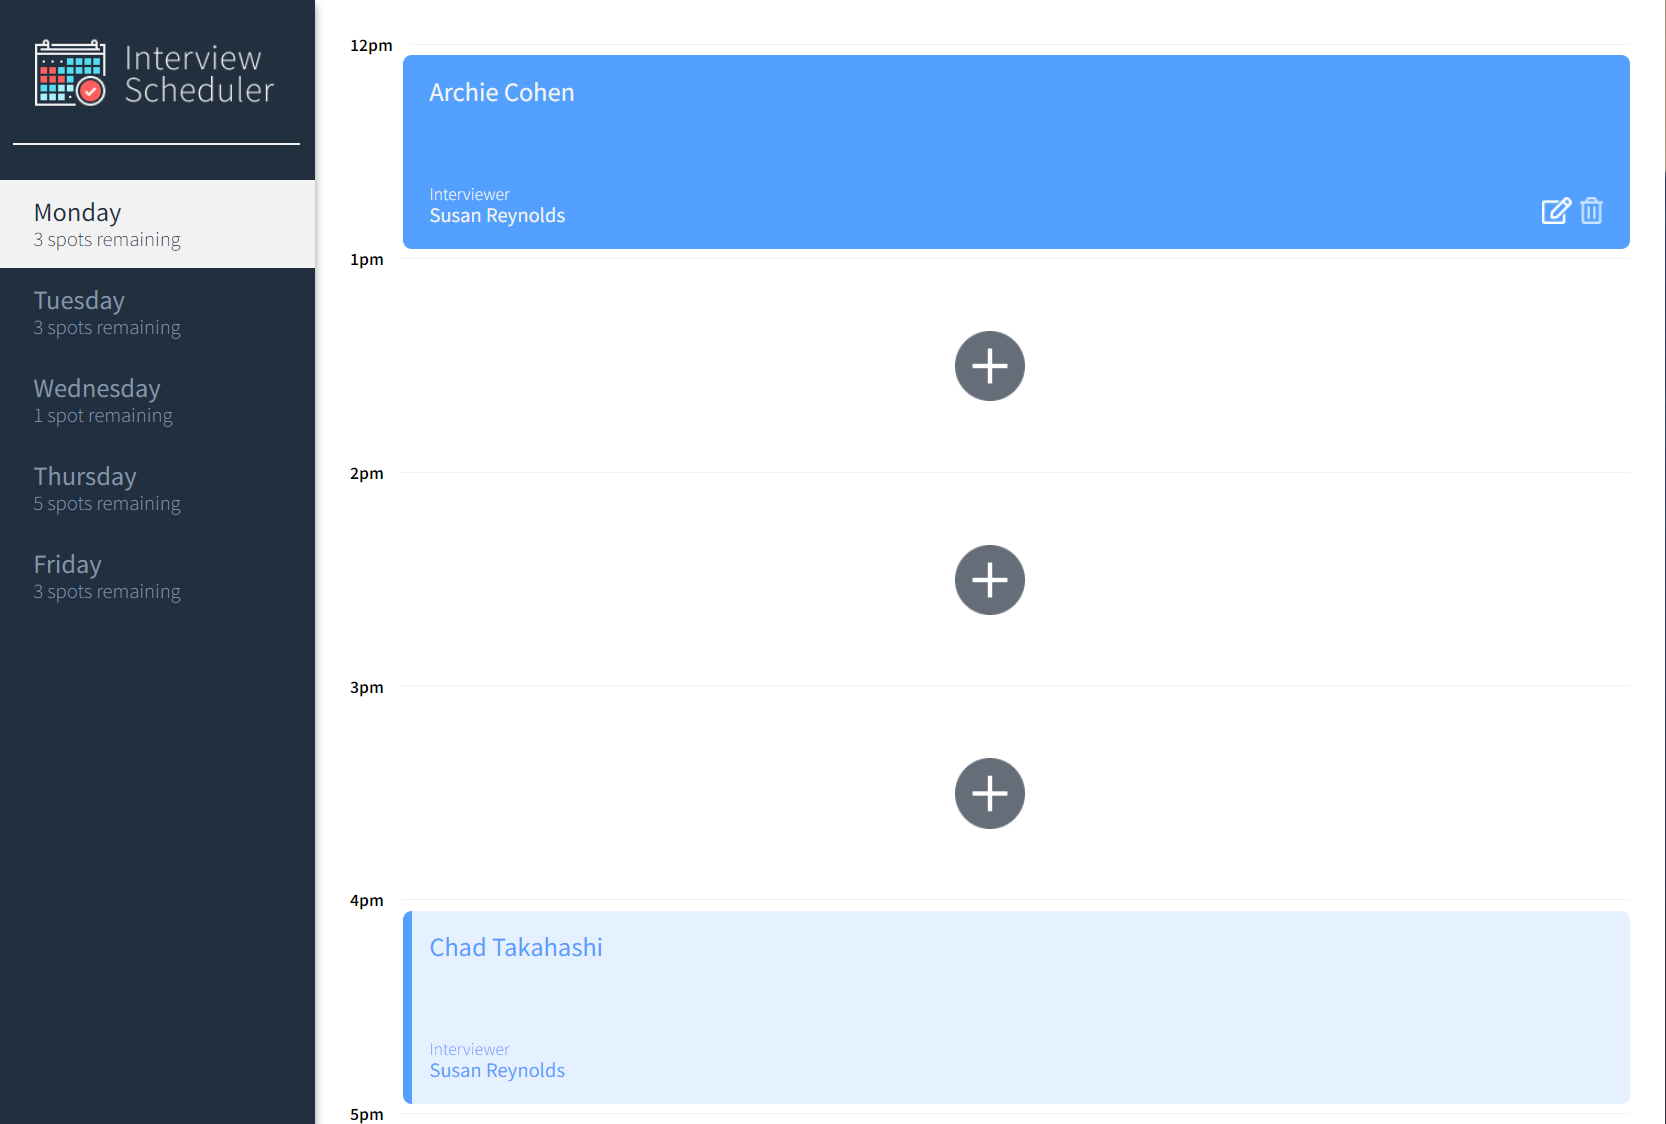 Interview
Scheduler
Monday
3 spots remaining
Tuesday
3 spots remaining
Wednesday
1 spot remaining
Thursday
5 spots remaining
Friday
3 spots remaining
12pm
Archie Cohen
Interviewer
Susan Reynolds
1pm
2pm
3pm
4pm
Chad Takahashi
Interviewer
Susan Reynolds
5pm